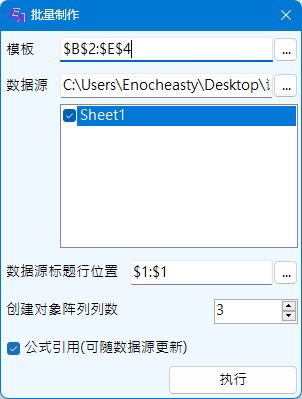 批量制作
模板 $B$2:$E$4 ...
数据源 C:\Users\Enocheasty\Desktop\ ...
Sheet1
数据源标题行位置 $1:$1 ...
创建对象阵列列数 3
公式引用(可随数据源更新)
执行